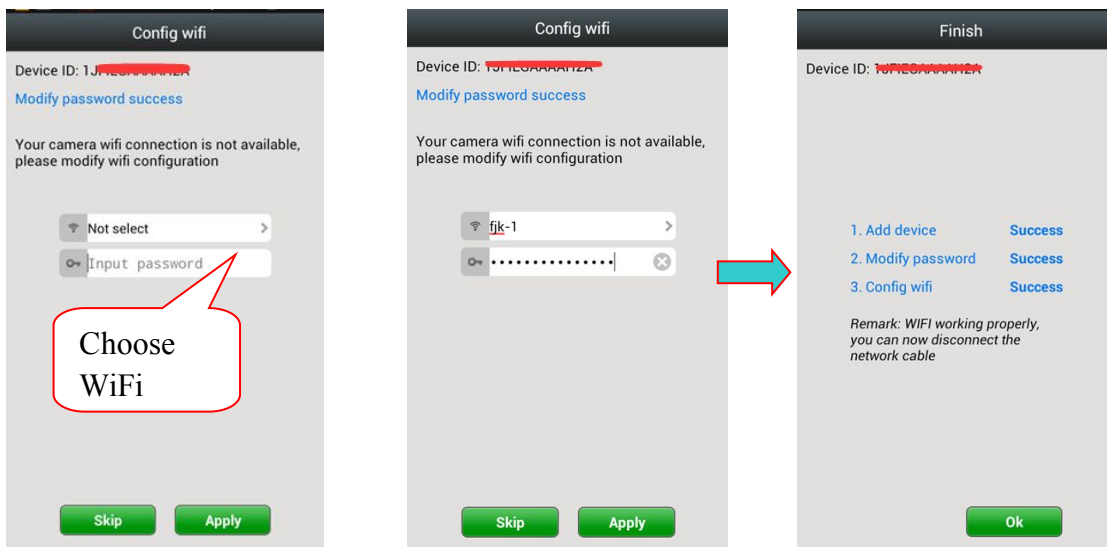 Config wifi
Device ID:
Modify password success
Your camera wifi connection is not available,
please modify wifi configuration
Not select
Input password
Choose
WiFi
Skip
Apply
Config wifi
Device ID:
Modify password success
Your camera wifi connection is not available,
please modify wifi configuration
fjk-1
•••••••••••••••
Skip
Apply
Finish
Device ID:
1. Add device Success
2. Modify password Success
3. Config wifi Success
Remark: WIFI working properly,
you can now disconnect the
network cable
Ok